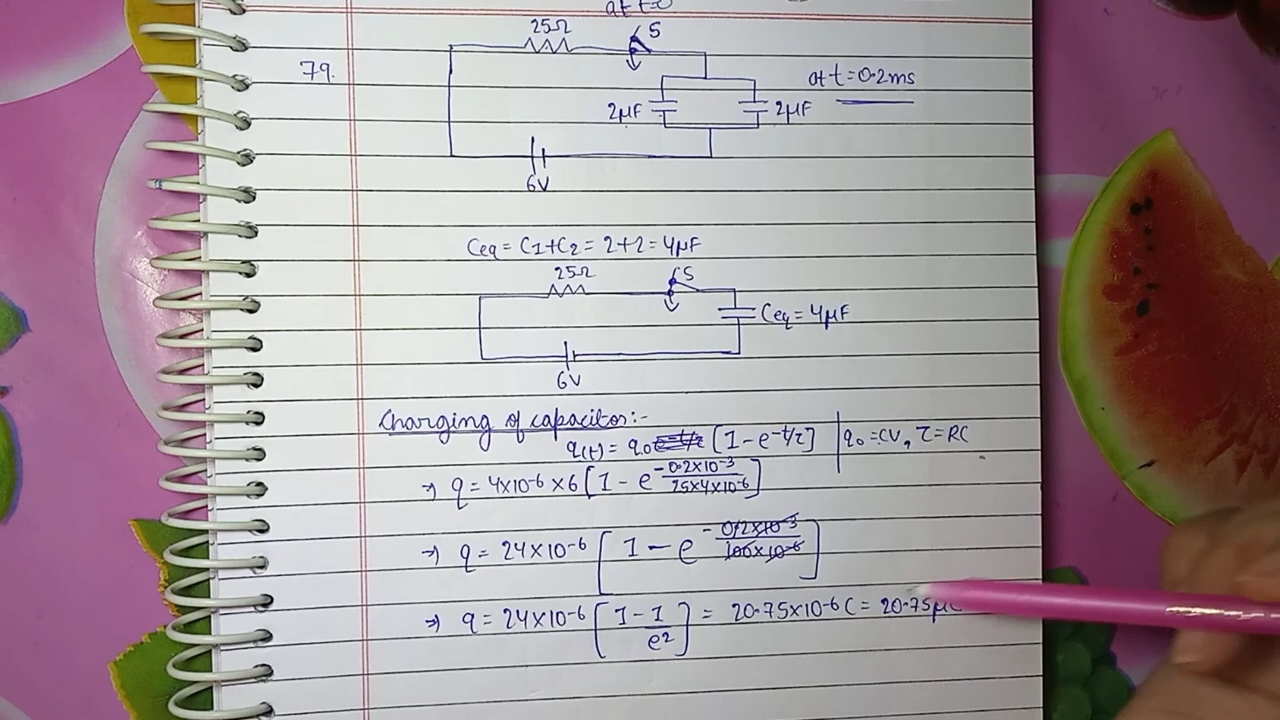 at t=0
25Ω S
79.
at t=0.2ms
2μF 2μF
6V
Ceq = C1+C2 = 2+2 = 4μF
25Ω S
Ceq = 4μF
6V
Charging of capacitor:-
q(t) = q0 [1-e^-t/τ] | q0=CV, τ=RC
→ q = 4×10^-6 × 6 [1 - e^-0.2×10^-3/25×4×10^-6]
→ q = 24×10^-6 [1 - e^-0.2×10^-3/100×10^-6]
→ q = 24×10^-6 [1 - 1/e^2] = 20.75×10^-6 C = 20.75μC